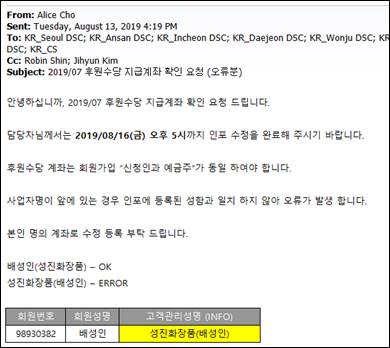 From: Alice Cho
Sent: Tuesday, August 13, 2019 4:19 PM
To: KR_Seoul DSC; KR_Ansan DSC; KR_Incheon DSC; KR_Daejeon DSC; KR_Wonju DSC; KR
DSC; KR_CS
Cc: Robin Shin; Jihyun Kim
Subject: 2019/07 후원수당 지급계좌 확인 요청 (오류분)
안녕하십니까, 2019/07 후원수당 지급계좌 확인 요청 드립니다.
담당자님께서는 2019/08/16(금) 오후 5시까지 인포 수정을 완료해 주시기 바랍니다.
후원수당 계좌는 회원가입 "신청인과 예금주"가 동일 하여야 합니다.
사업자명이 앞에 있는 경우 인포에 등록된 성함과 일치 하지 않아 오류가 발생 합니다.
본인 명의 계좌로 수정 등록 부탁 드립니다.
배성인(성진화장품) – OK
성진화장품(배성인) – ERROR
회원번호 회원성명 고객관리성명 (INFO)
98930382 배성인 성진화장품(배성인)